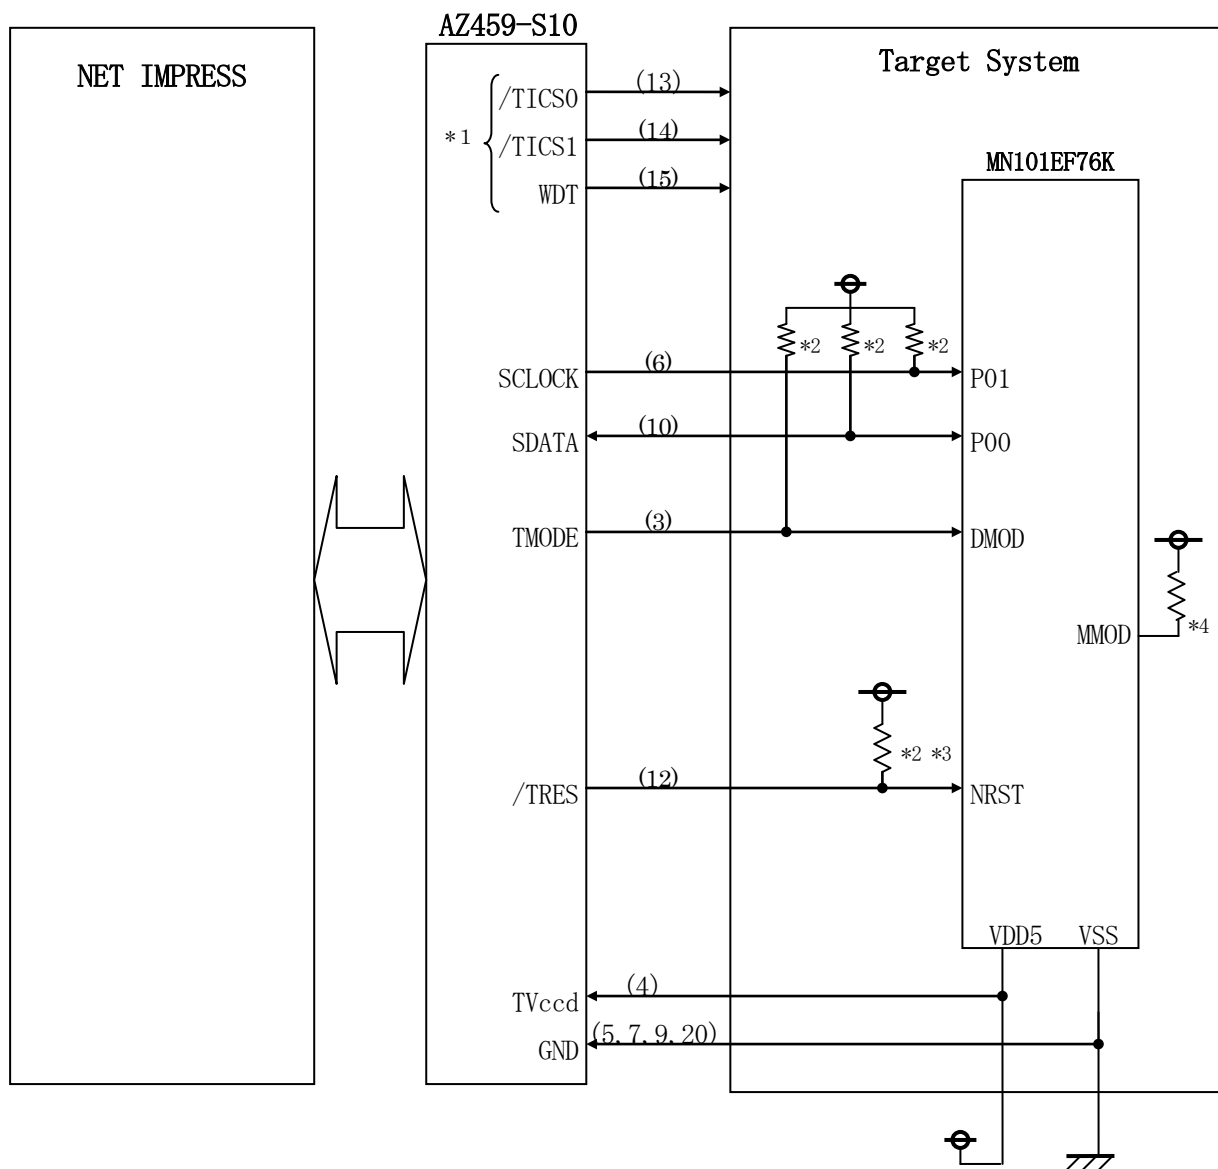 AZ459-S10
NET IMPRESS
Target System
/TICS0 (13)
*1 /TICS1 (14)
WDT (15)
MN101EF76K
*2 *2 *2
SCLOCK (6) P01
SDATA (10) P00
TMODE (3) DMOD
MMOD *4
*2 *3
/TRES (12) NRST
VDD5 VSS
TVccd (4)
GND (5,7,9,20)